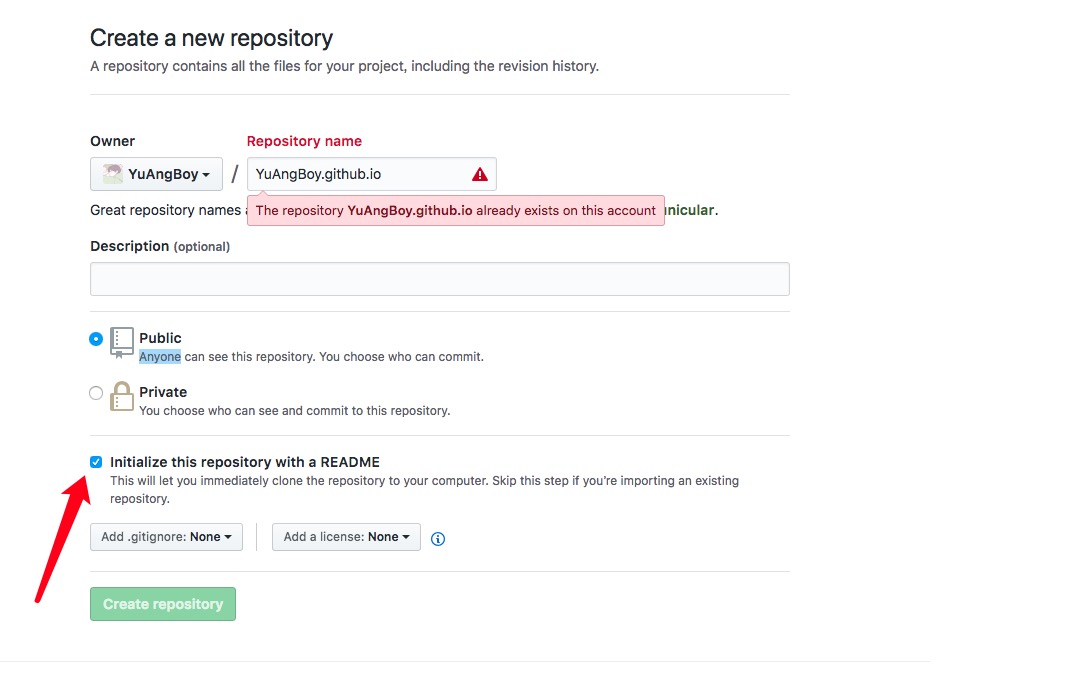 Create a new repository
A repository contains all the files for your project, including the revision history.
Owner
Repository name
YuAngBoy
/
YuAngBoy.github.io
Great repository names
The repository YuAngBoy.github.io already exists on this account
Description (optional)
Public
Anyone can see this repository. You choose who can commit.
Private
You choose who can see and commit to this repository.
Initialize this repository with a README
This will let you immediately clone the repository to your computer. Skip this step if you're importing an existing
repository.
Add .gitignore: None
Add a license: None
Create repository